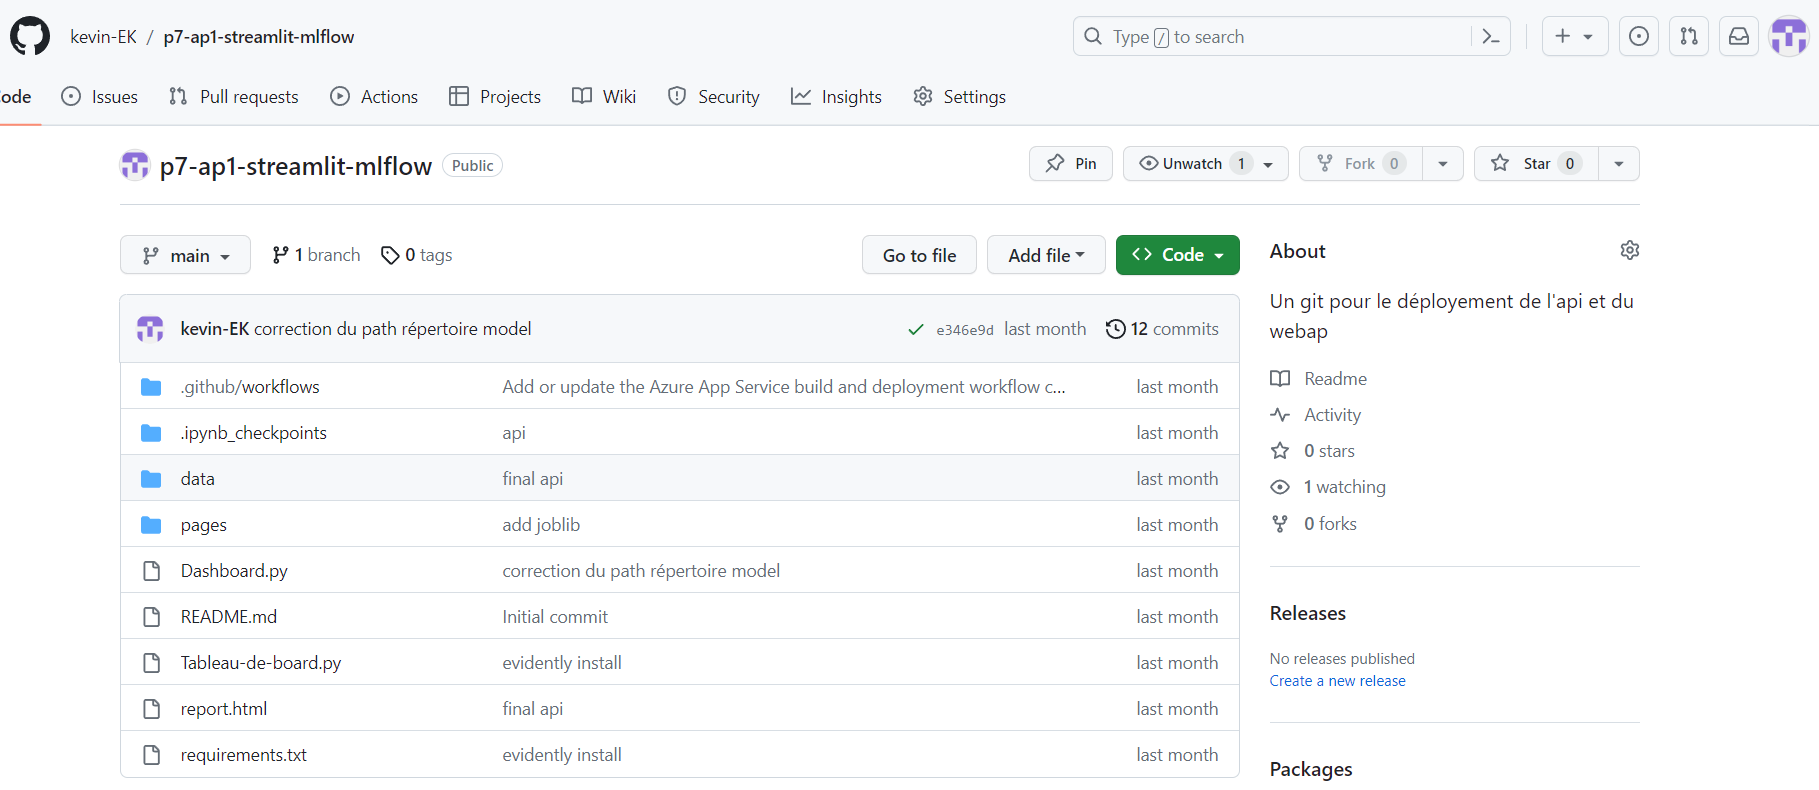 kevin-EK / p7-ap1-streamlit-mlflow
Type / to search
ode Issues Pull requests Actions Projects Wiki Security Insights Settings
p7-ap1-streamlit-mlflow Public
Pin Unwatch 1 Fork 0 Star 0
main 1 branch 0 tags Go to file Add file Code
kevin-EK correction du path répertoire model e346e9d last month 12 commits
.github/workflows Add or update the Azure App Service build and deployment workflow c... last month
.ipynb_checkpoints api last month
data final api last month
pages add joblib last month
Dashboard.py correction du path répertoire model last month
README.md Initial commit last month
Tableau-de-board.py evidently install last month
report.html final api last month
requirements.txt evidently install last month
About
Un git pour le déployement de l'api et du
webap
Readme
Activity
0 stars
1 watching
0 forks
Releases
No releases published
Create a new release
Packages